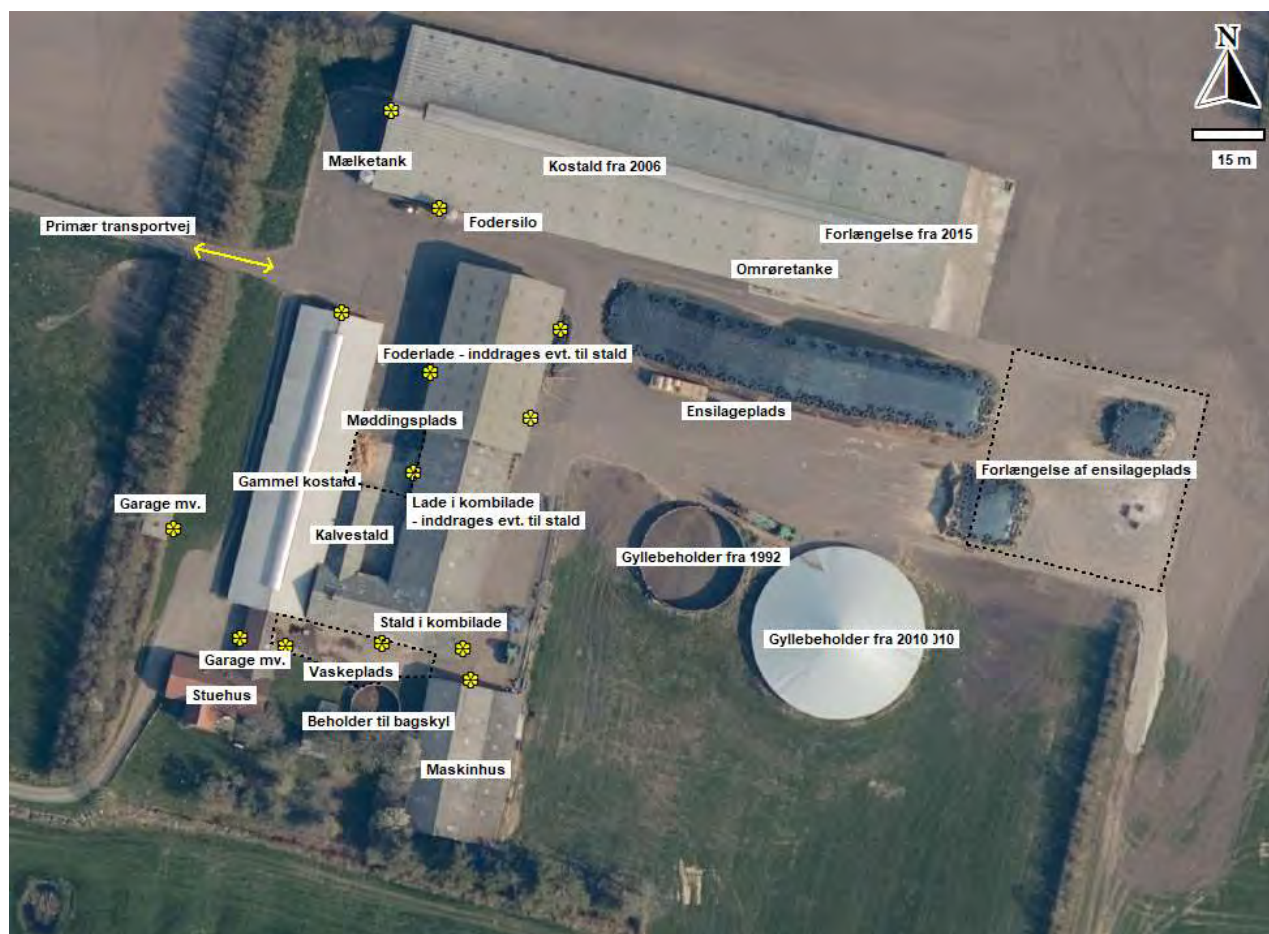 N
15 m
Mælketank
Kostald fra 2006
Primær transportvej
Fodersilo
Forlængelse fra 2015
Omrøretanke
Foderlade - inddrages evt. til stald
Møddingsplads
Ensilageplads
Forlængelse af ensilageplads
Gammel kostald
Garage mv.
Lade i kombilade
- inddrages evt. til stald
Kalvestald
Gyllebeholder fra 1992
Stald i kombilade
Gyllebeholder fra 2010 010
Garage mv.
Vaskeplads
Stuehus
Beholder til bagskyl
Maskinhus